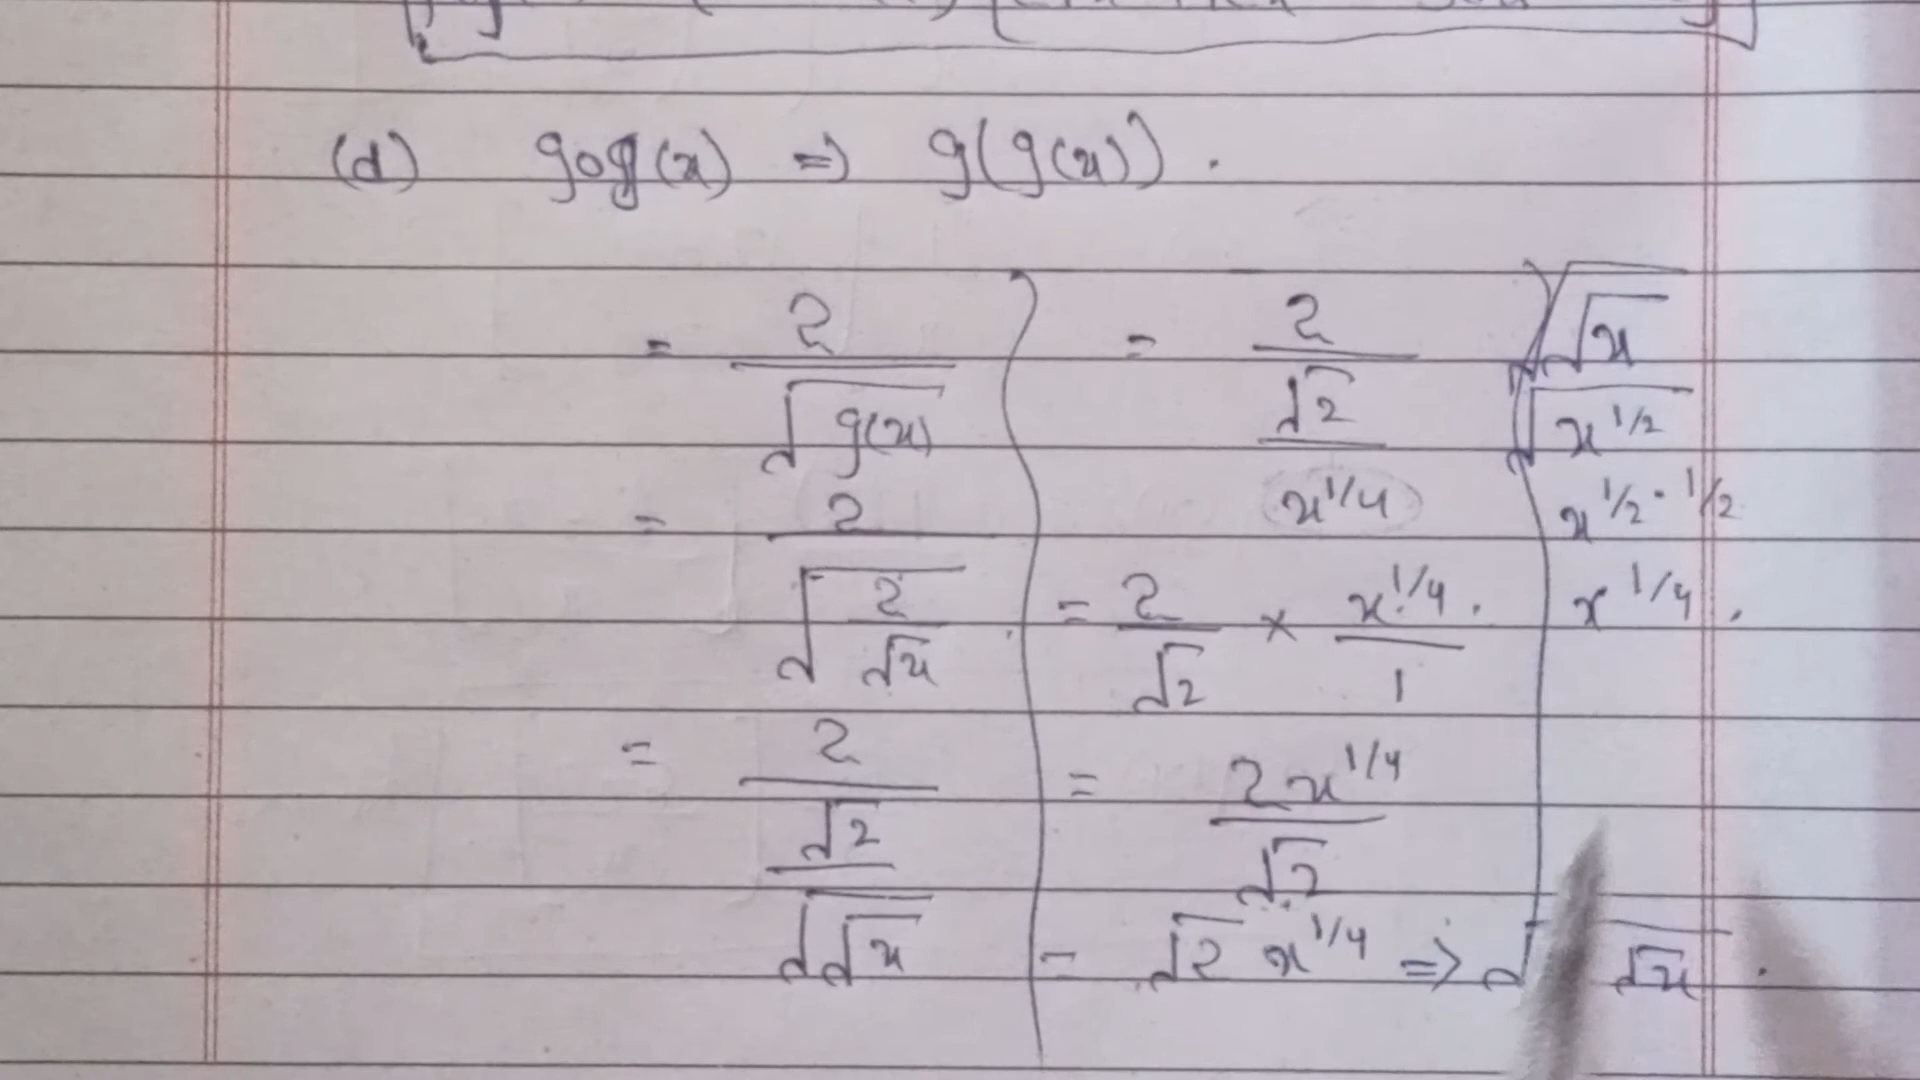 (d) gog(x) => g(g(x)).
= 2 / √g(x)
= 2 / √(2/√x)
= 2 / (√2 / √√x)
= 2 / (√2 / x^1/4)
= 2/√2 × x^1/4 / 1
= 2x^1/4 / √2
= √2 x^1/4 => √ √x .
√√x
√x^1/2
x^1/2 · 1/2
x^1/4 .